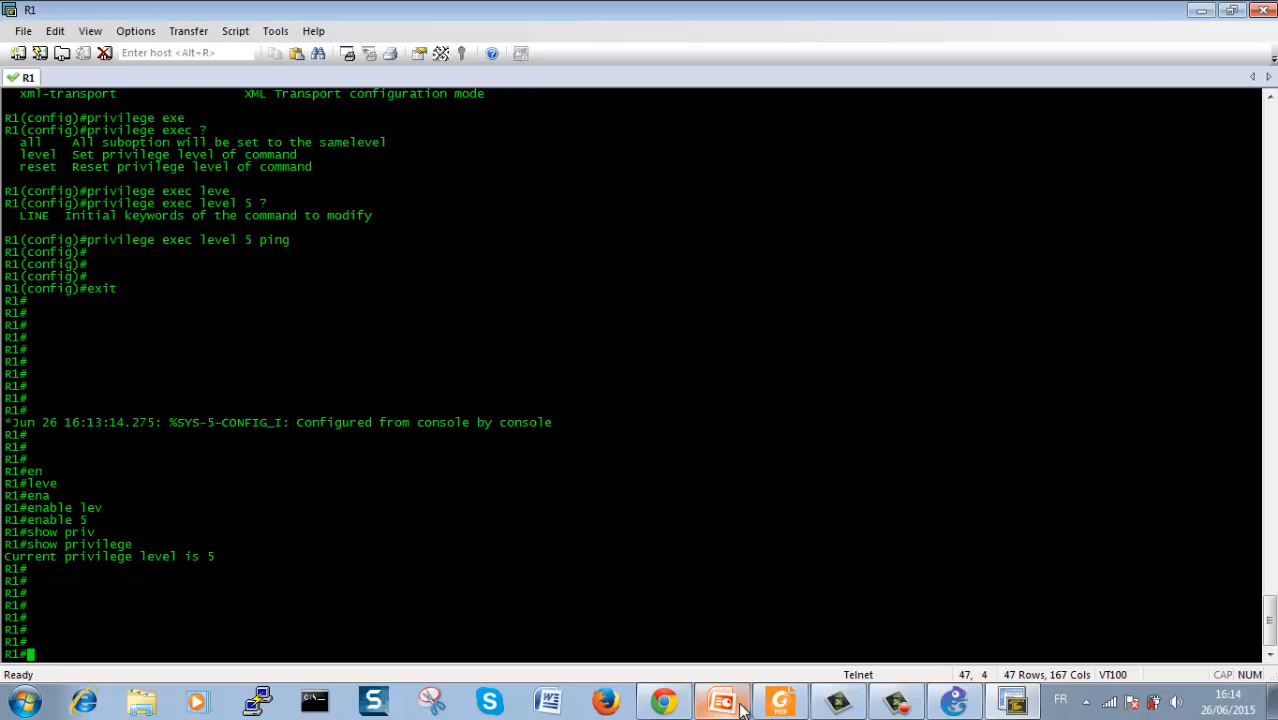 R1
File Edit View Options Transfer Script Tools Help
Enter host <Alt+R>
R1
xml-transport XML Transport configuration mode
R1(config)#privilege exe
R1(config)#privilege exec ?
all All suboption will be set to the samelevel
level Set privilege level of command
reset Reset privilege level of command
R1(config)#privilege exec leve
R1(config)#privilege exec level 5 ?
LINE Initial keywords of the command to modify
R1(config)#privilege exec level 5 ping
R1(config)#
R1(config)#
R1(config)#
R1(config)#exit
R1#
R1#
R1#
R1#
R1#
R1#
R1#
R1#
R1#
R1#
*Jun 26 16:13:14.275: %SYS-5-CONFIG_I: Configured from console by console
R1#
R1#
R1#
R1#en
R1#leve
R1#ena
R1#enable lev
R1#enable 5
R1#show priv
R1#show privilege
Current privilege level is 5
R1#
R1#
R1#
R1#
R1#
R1#
R1#
R1#
Ready Telnet 47, 4 47 Rows, 167 Cols VT100 CAP NUM
FR 16:14
26/06/2015